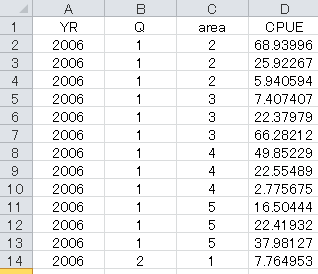 A B C D
1 YR Q area CPUE
2 2006 1 2 68.93996
3 2006 1 2 25.92267
4 2006 1 2 5.940594
5 2006 1 3 7.407407
6 2006 1 3 22.37979
7 2006 1 3 66.28212
8 2006 1 4 49.85229
9 2006 1 4 22.55489
10 2006 1 4 2.775675
11 2006 1 5 16.50444
12 2006 1 5 22.41932
13 2006 1 5 37.98127
14 2006 2 1 7.764953